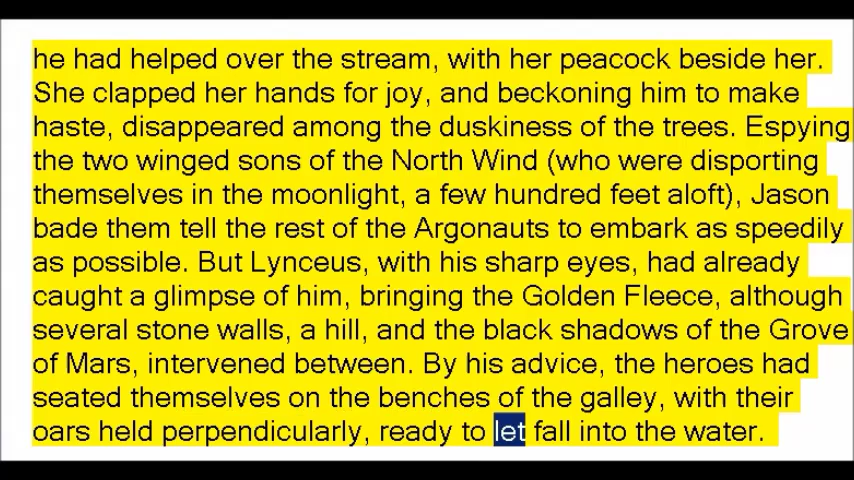 he had helped over the stream, with her peacock beside her.
She clapped her hands for joy, and beckoning him to make
haste, disappeared among the duskiness of the trees. Espying
the two winged sons of the North Wind (who were disporting
themselves in the moonlight, a few hundred feet aloft), Jason
bade them tell the rest of the Argonauts to embark as speedily
as possible. But Lynceus, with his sharp eyes, had already
caught a glimpse of him, bringing the Golden Fleece, although
several stone walls, a hill, and the black shadows of the Grove
of Mars, intervened between. By his advice, the heroes had
seated themselves on the benches of the galley, with their
oars held perpendicularly, ready to let fall into the water.